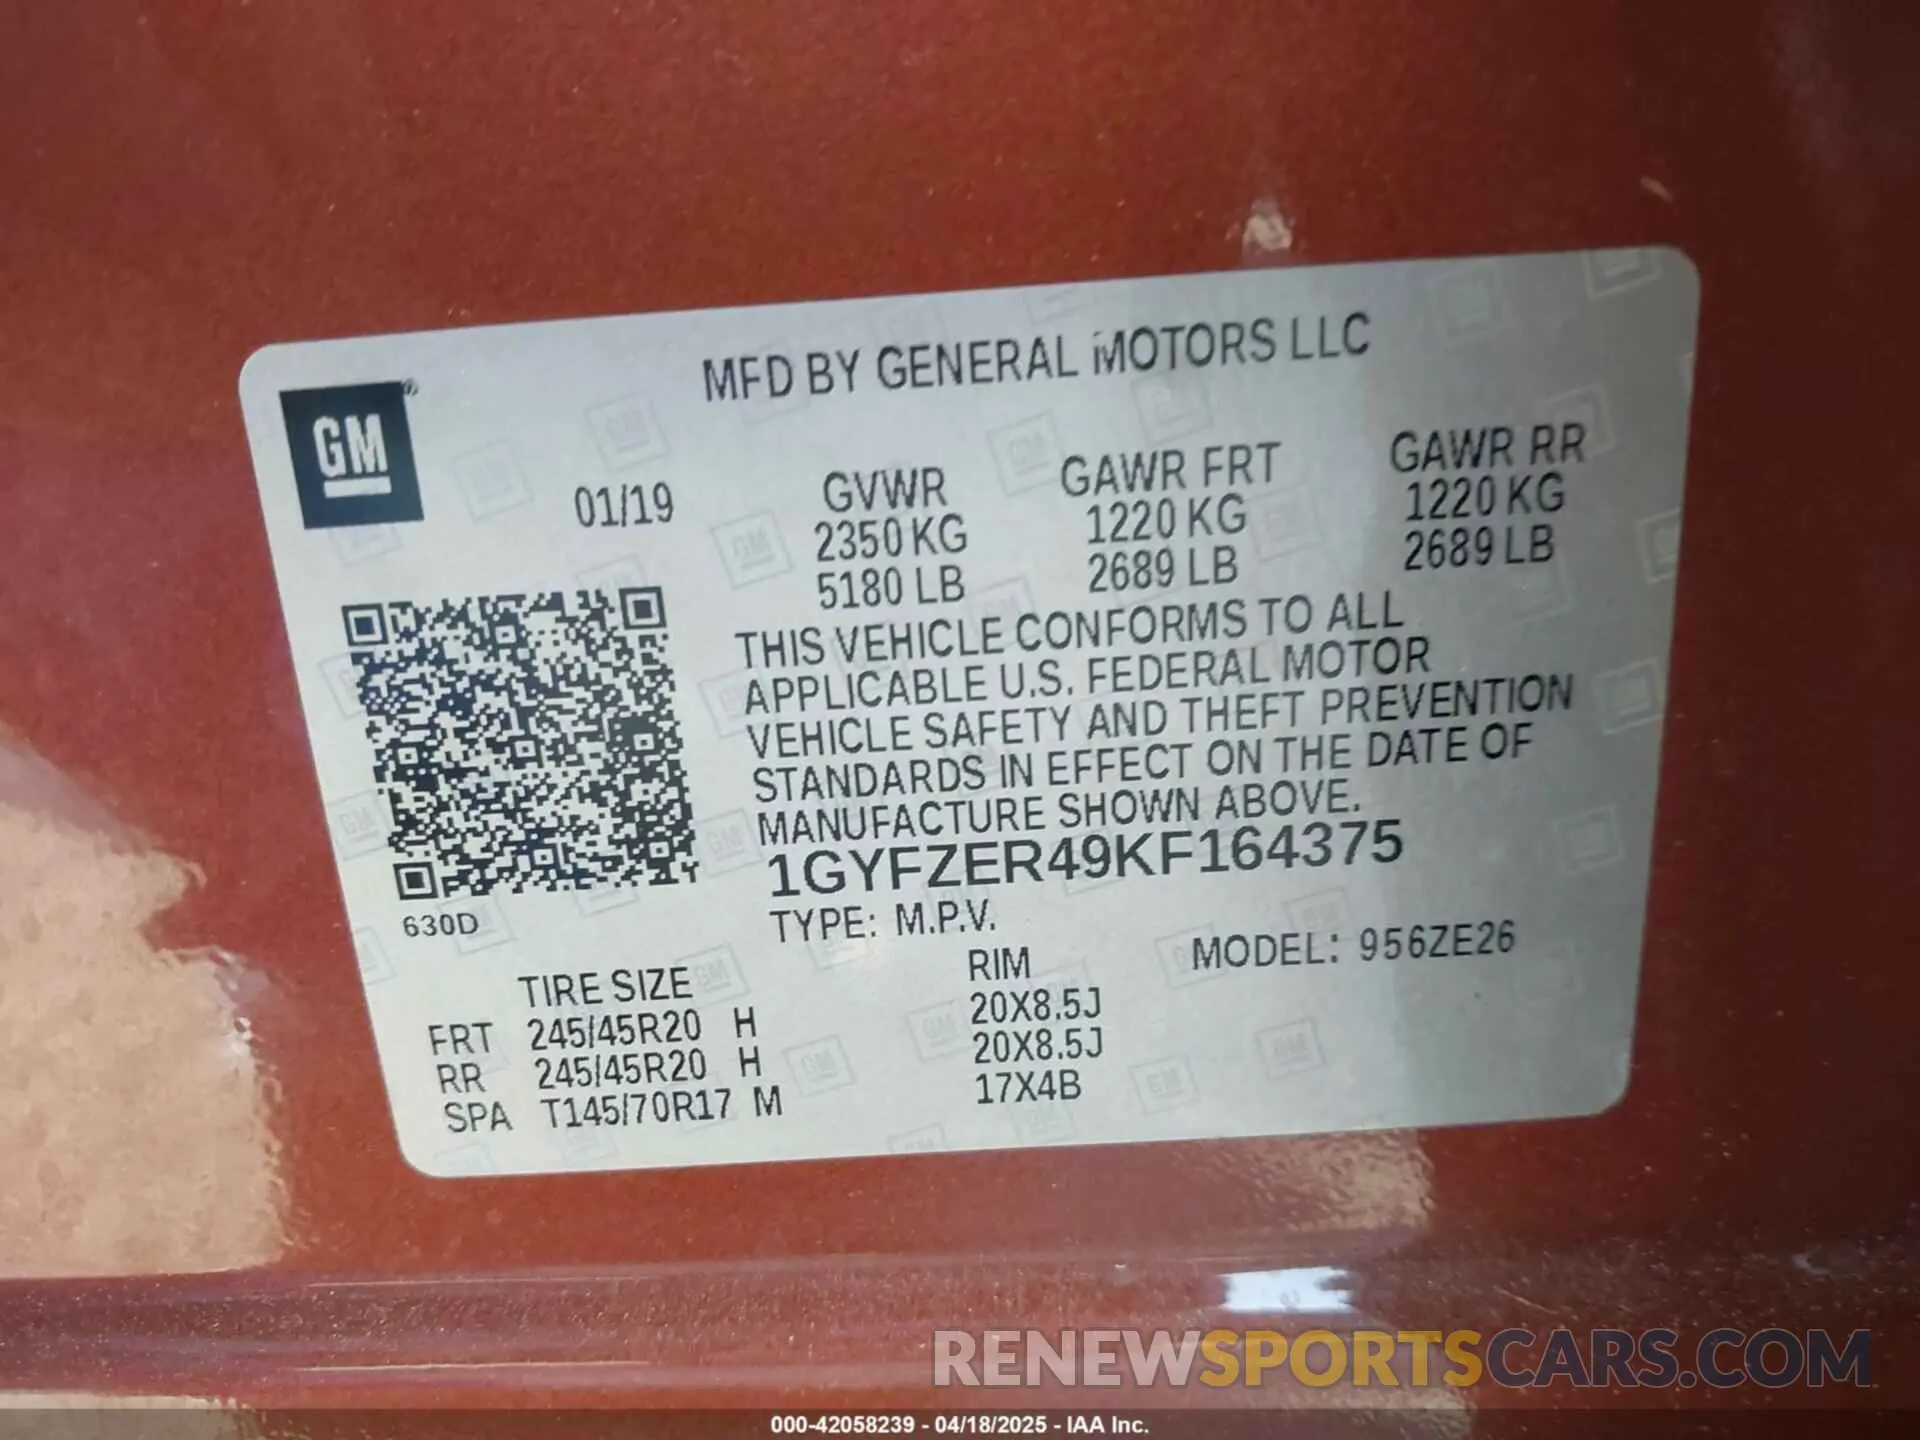 MFD BY GENERAL MOTORS LLC
GM®
01/19
GVWR
2350 KG
5180 LB
GAWR FRT
1220 KG
2689 LB
GAWR RR
1220 KG
2689 LB
THIS VEHICLE CONFORMS TO ALL
APPLICABLE U.S. FEDERAL MOTOR
VEHICLE SAFETY AND THEFT PREVENTION
STANDARDS IN EFFECT ON THE DATE OF
MANUFACTURE SHOWN ABOVE.
1GYFZER49KF164375
630D
TYPE: M.P.V.
MODEL: 956ZE26
TIRE SIZE RIM
FRT 245/45R20 H 20X8.5J
RR 245/45R20 H 20X8.5J
SPA T145/70R17 M 17X4B
RENEWSPORTSCARS.COM
000-42058239 - 04/18/2025 - IAA Inc.